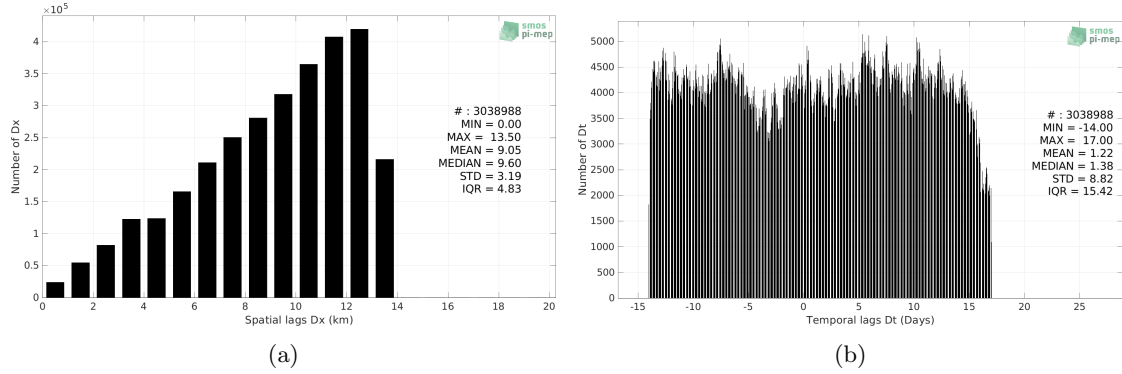 ×10⁵
4
3.5
3
2.5
2
1.5
1
0.5
0
Number of Dx
0 2 4 6 8 10 12 14 16 18 20 22
Spatial lags Dx (km)
smos
pi-mep
# : 3038988
MIN = 0.00
MAX = 13.50
MEAN = 9.05
MEDIAN = 9.60
STD = 3.19
IQR = 4.83
(a)
5000
4500
4000
3500
3000
2500
2000
1500
1000
500
0
Number of Dt
-15 -10 -5 0 5 10 15 20 25
Temporal lags Dt (Days)
smos
pi-mep
# : 3038988
MIN = -14.00
MAX = 17.00
MEAN = 1.22
MEDIAN = 1.38
STD = 8.82
IQR = 15.42
(b)